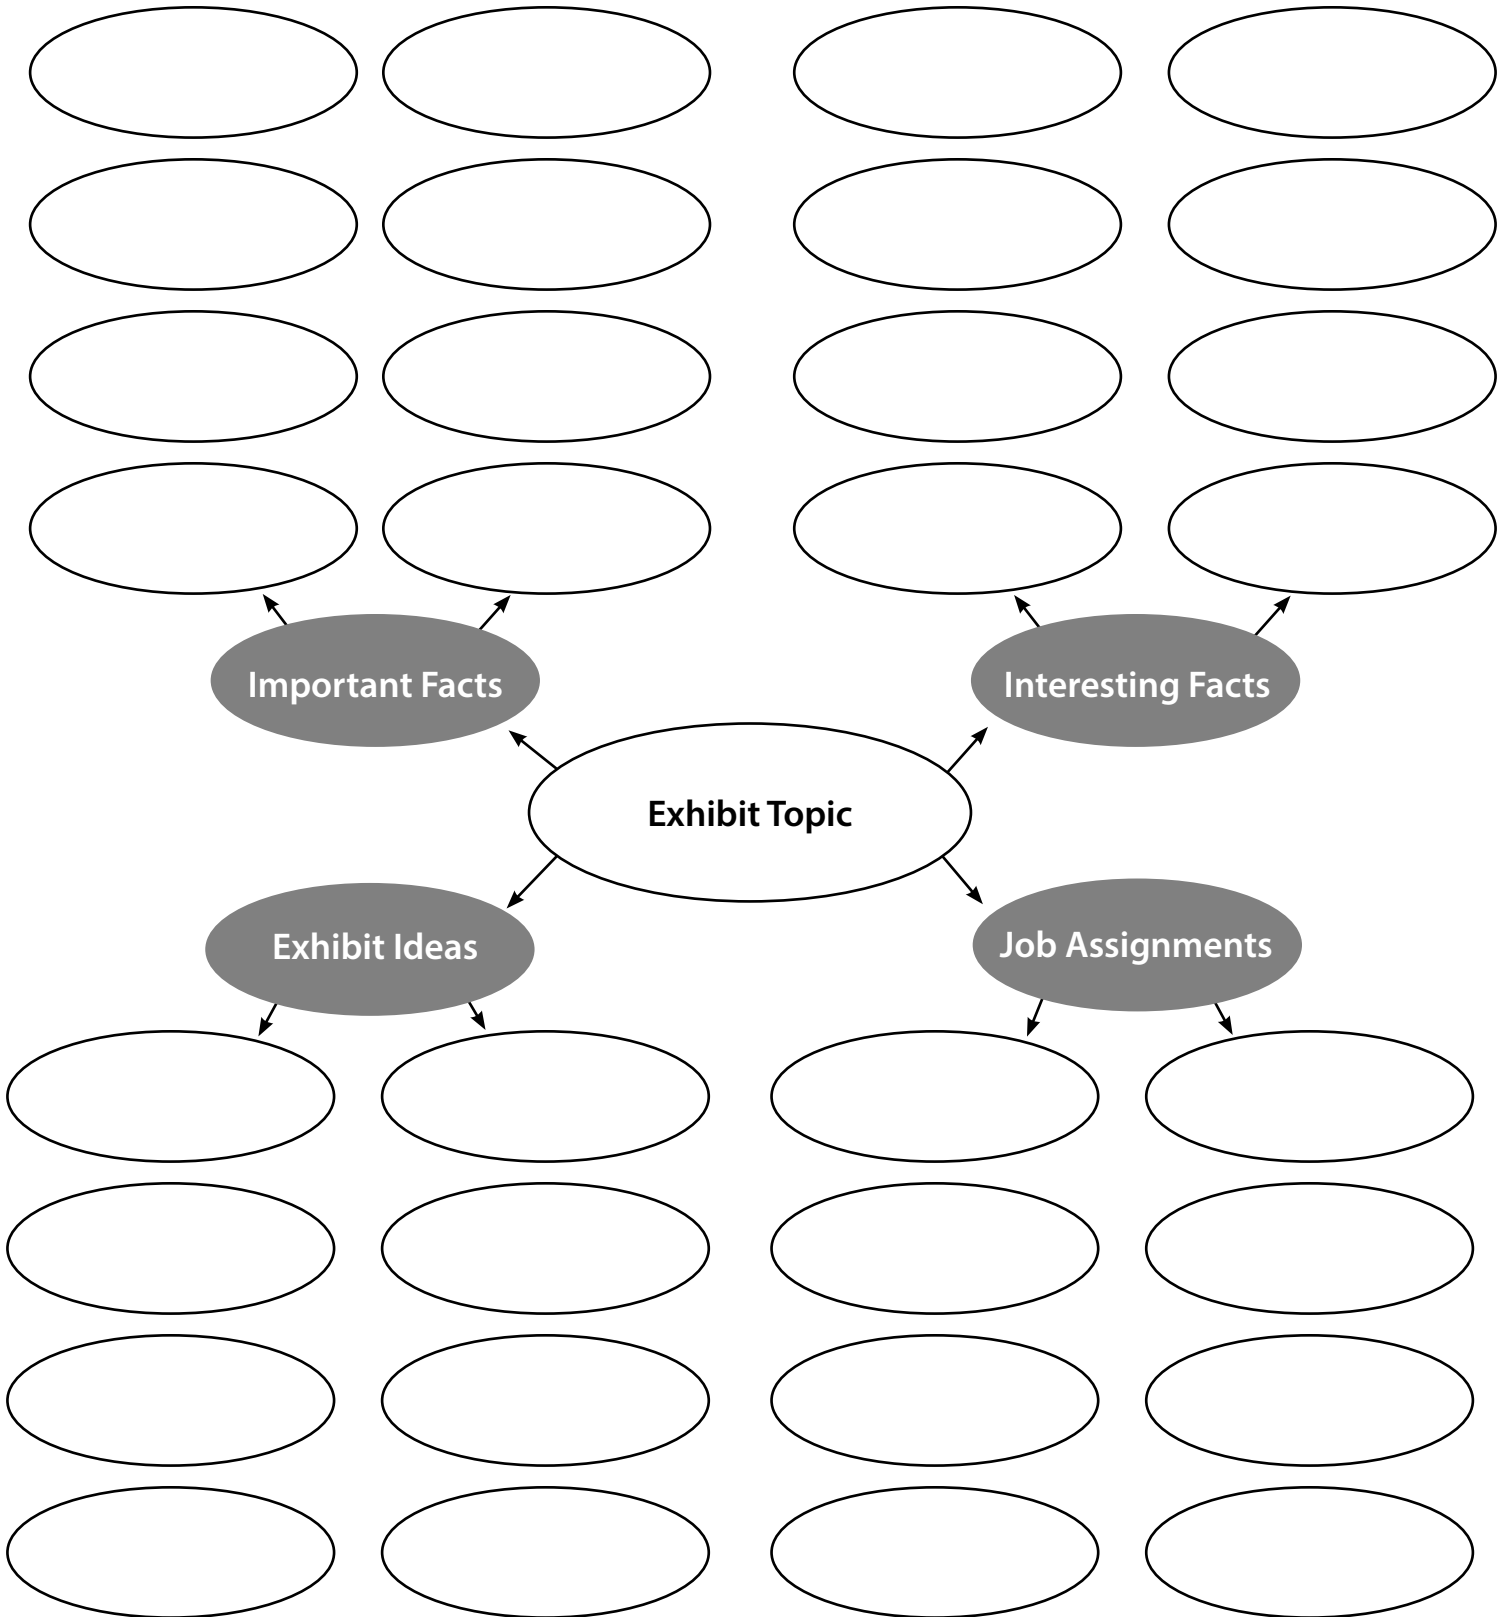 Important Facts
Interesting Facts
Exhibit Topic
Exhibit Ideas
Job Assignments